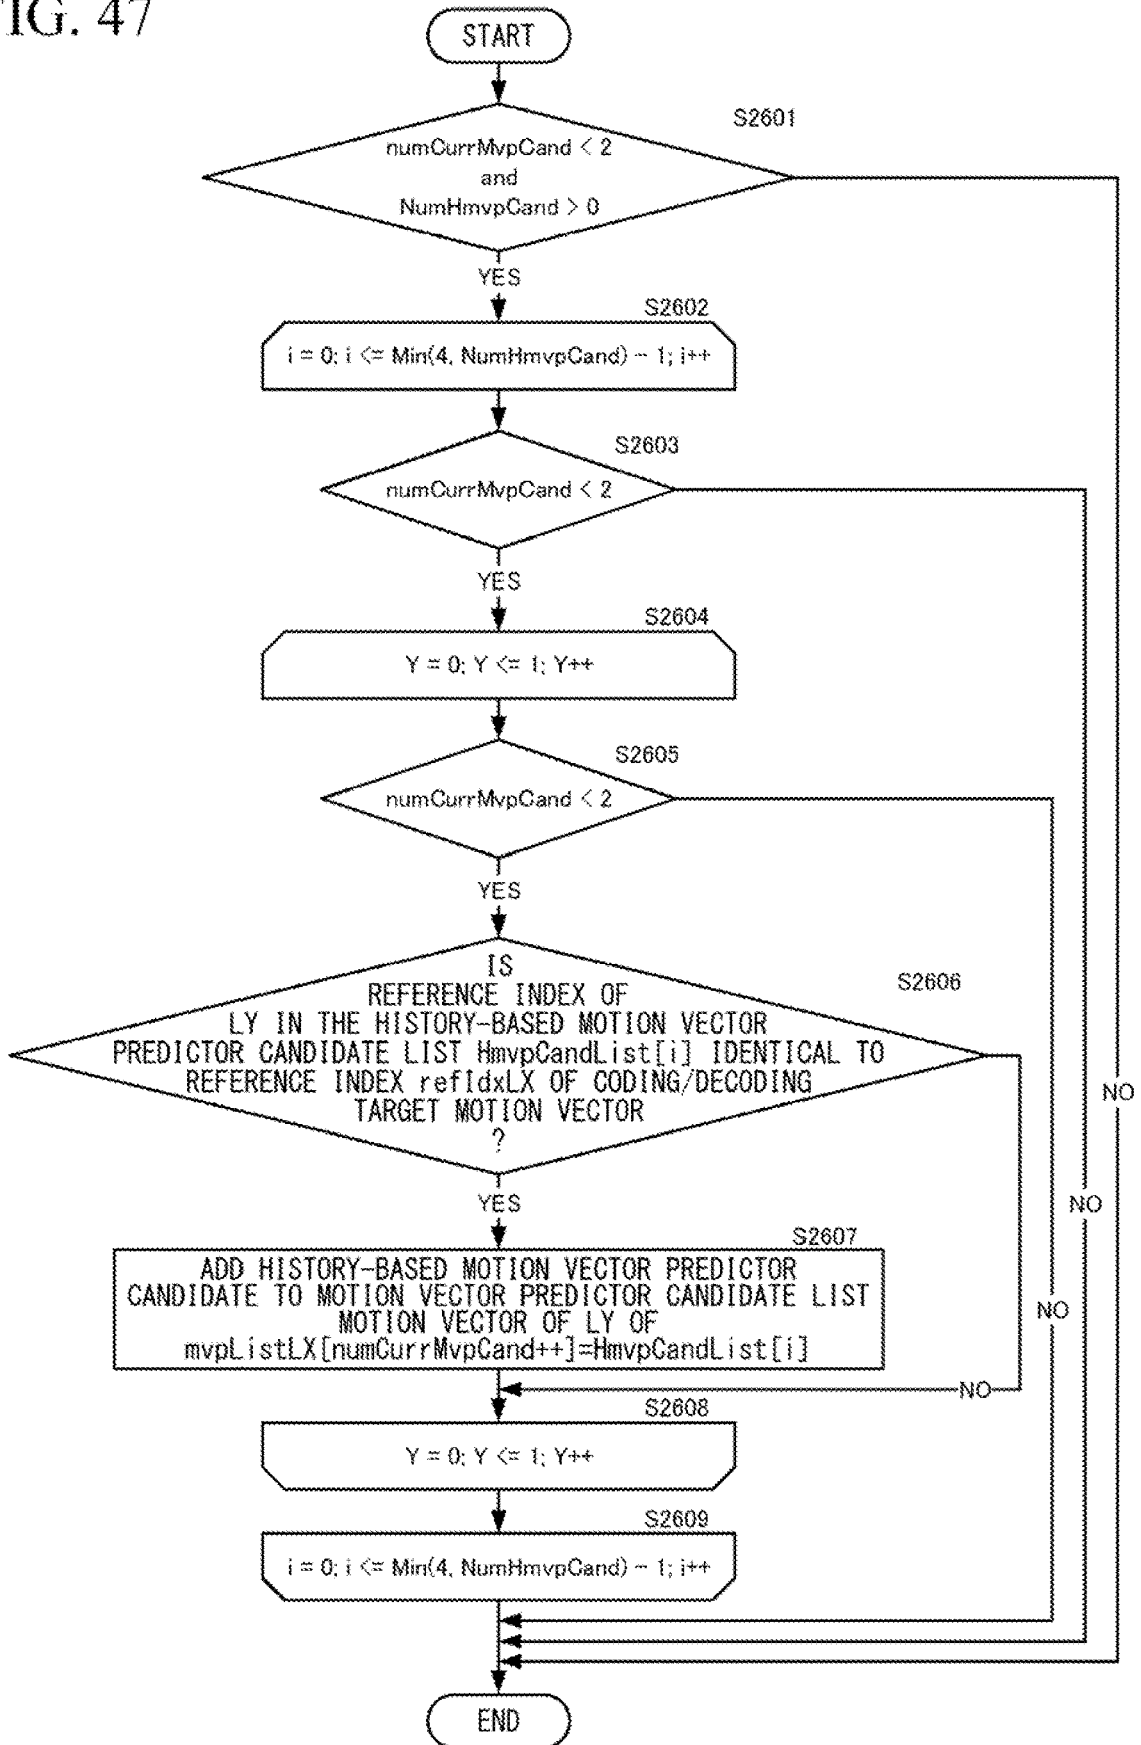 IG. 47
START
S2601
numCurrMvpCand < 2
and
NumHmvpCand > 0
YES
S2602
i = 0; i <= Min(4, NumHmvpCand) - 1; i++
S2603
numCurrMvpCand < 2
YES
S2604
Y = 0; Y <= 1; Y++
S2605
numCurrMvpCand < 2
YES
S2606
IS
REFERENCE INDEX OF
LY IN THE HISTORY-BASED MOTION VECTOR
PREDICTOR CANDIDATE LIST HmvpCandList[i] IDENTICAL TO
REFERENCE INDEX refIdxLX OF CODING/DECODING
TARGET MOTION VECTOR
?
NO
YES
NO
S2607
ADD HISTORY-BASED MOTION VECTOR PREDICTOR
CANDIDATE TO MOTION VECTOR PREDICTOR CANDIDATE LIST
MOTION VECTOR OF LY OF
mvpListLX[numCurrMvpCand++]=HmvpCandList[i]
NO
NO
S2608
Y = 0; Y <= 1; Y++
S2609
i = 0; i <= Min(4, NumHmvpCand) - 1; i++
END